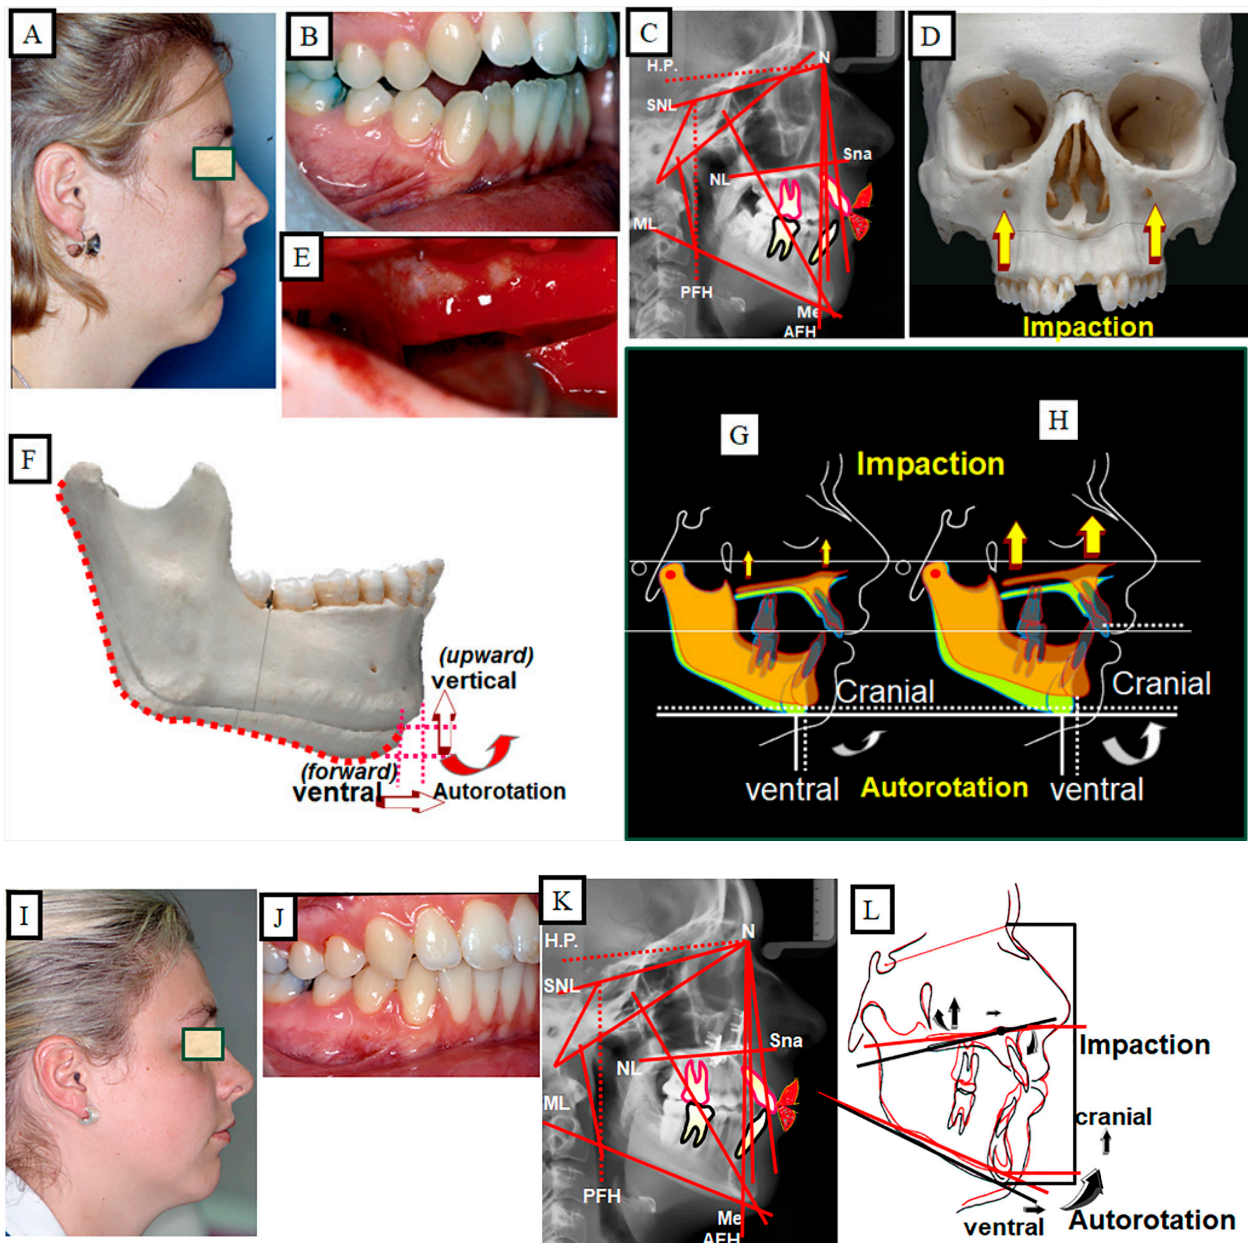 A
B
C
H.P.
N
SNL
Sna
NL
ML
PFH
Me
AFH
D
Impaction
E
F
(upward)
vertical
(forward)
ventral
Autorotation
G
H
Impaction
Cranial
Cranial
ventral
Autorotation
ventral
I
J
K
H.P.
N
SNL
Sna
NL
ML
PFH
Me
AFH
L
Impaction
cranial
ventral
Autorotation